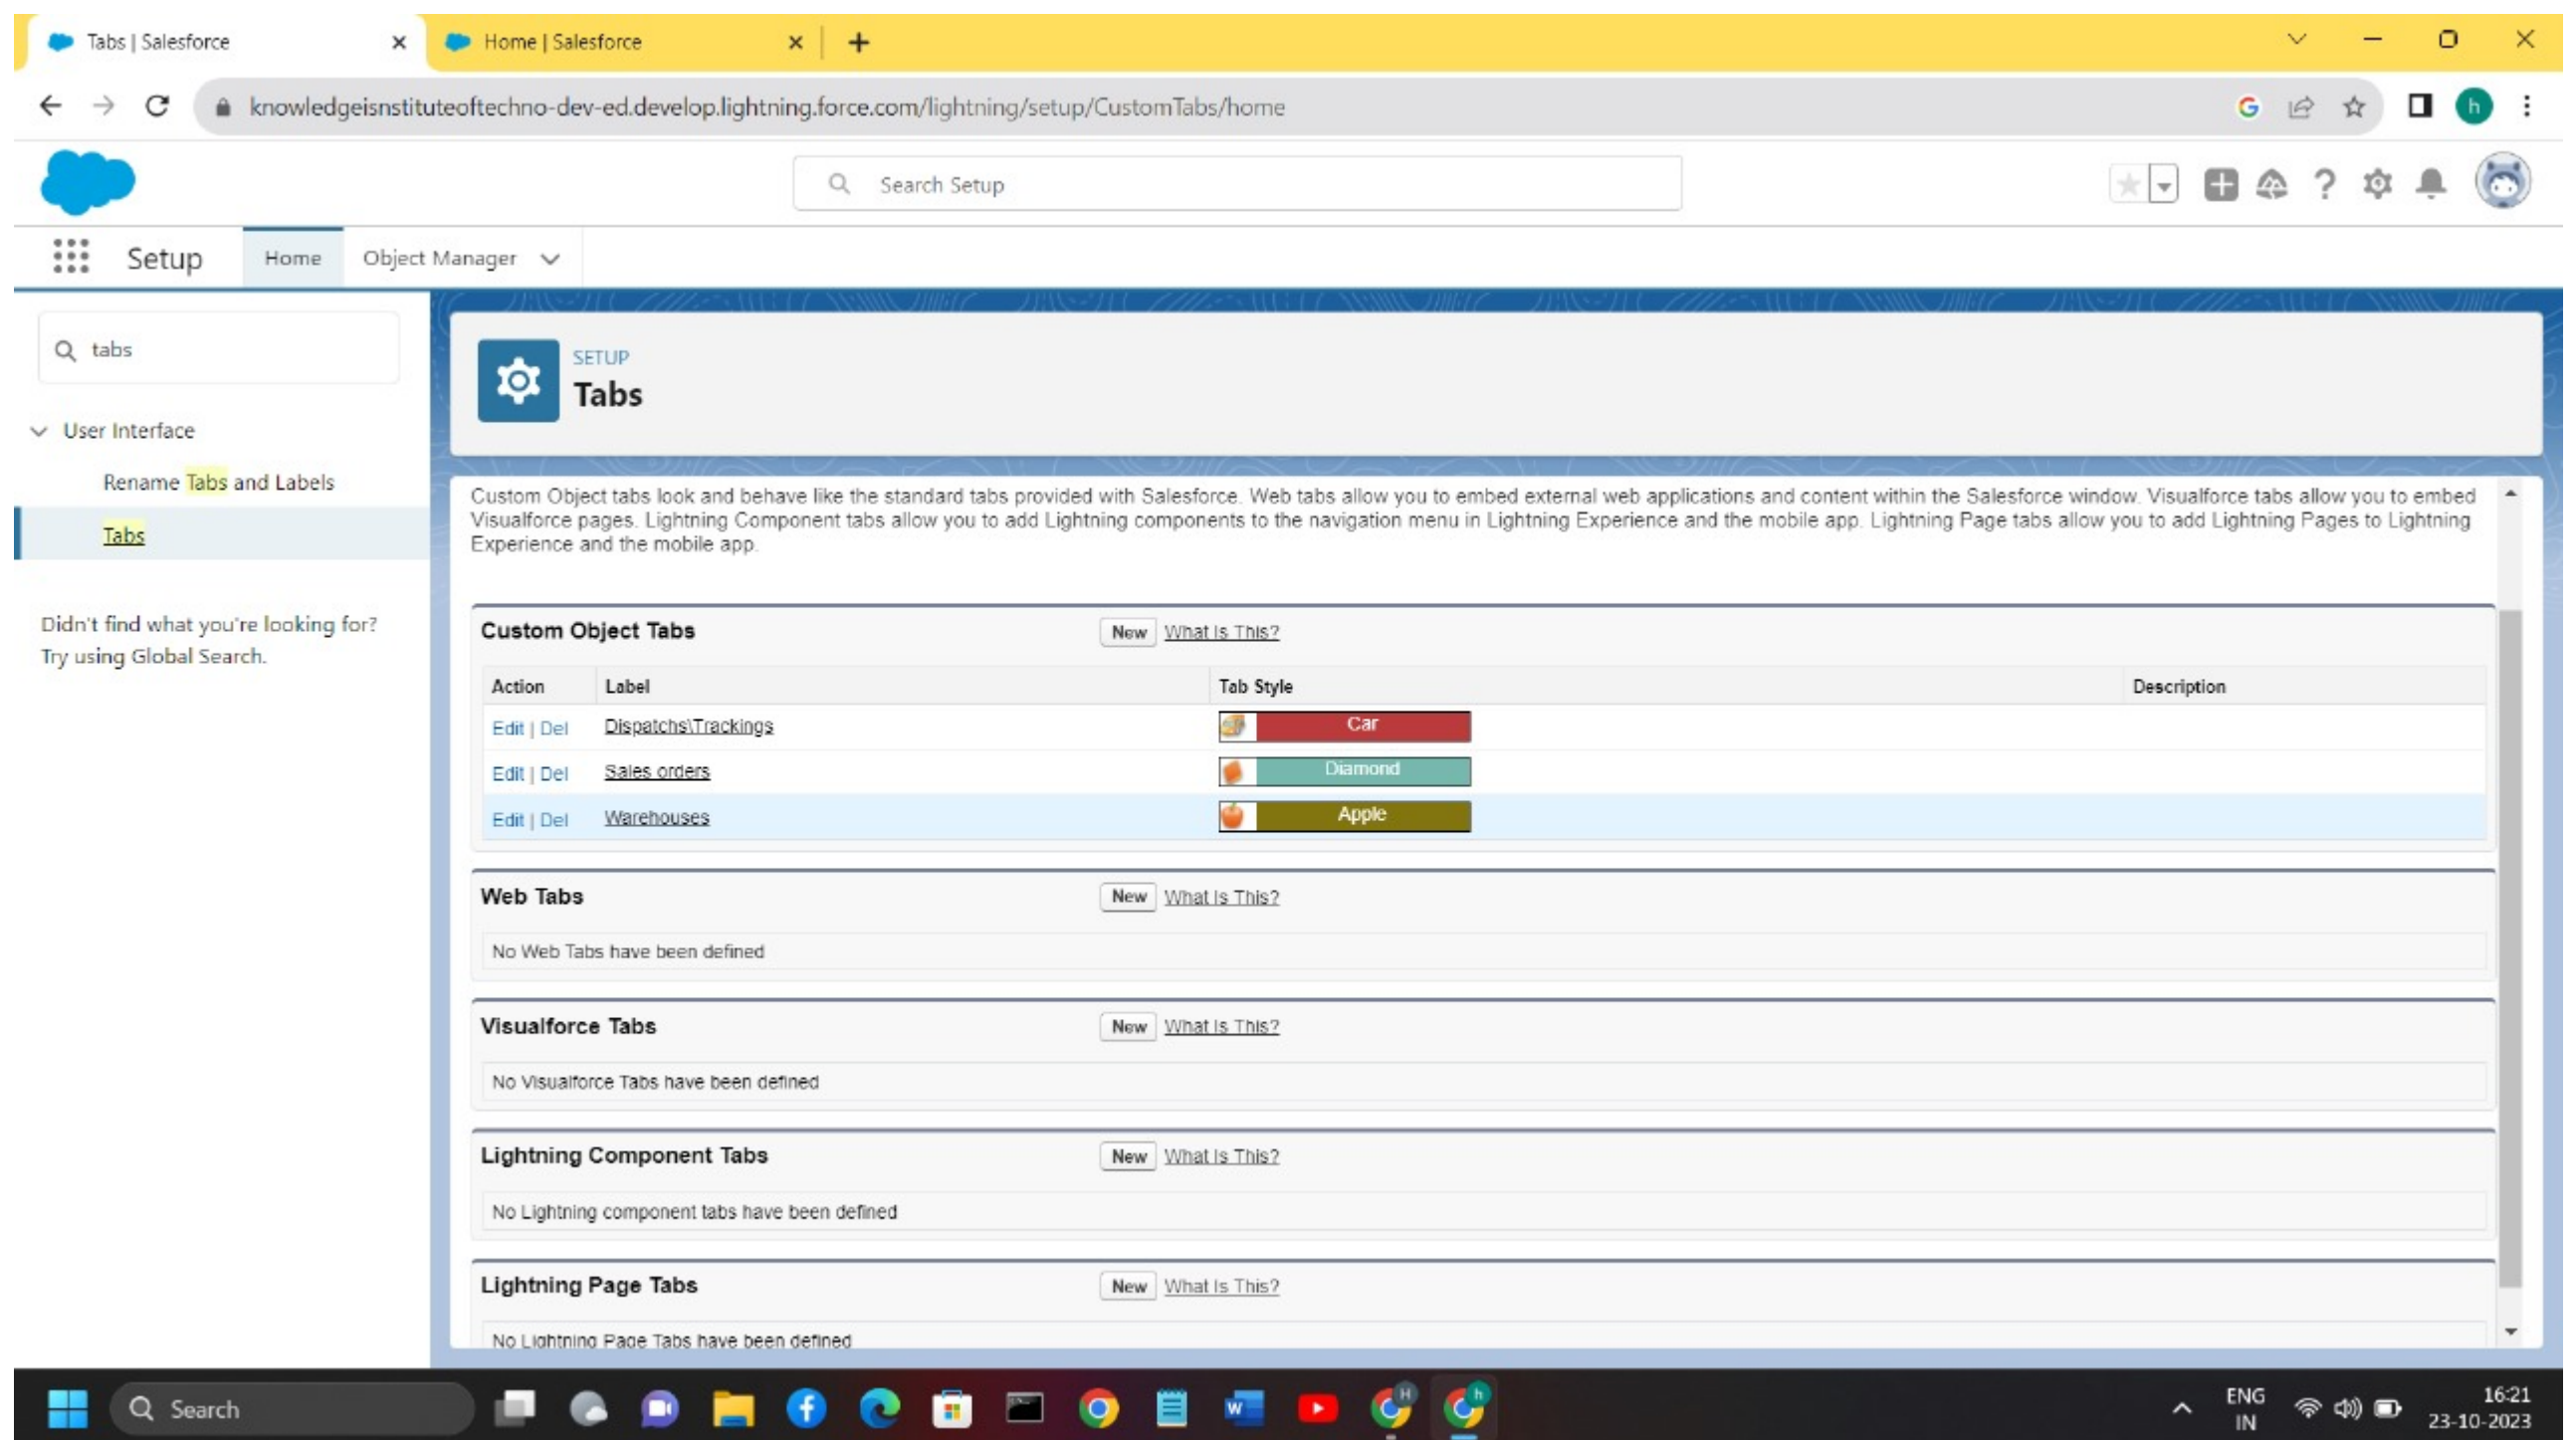 Tabs | Salesforce
Home | Salesforce
knowledgeisnstituteoftechno-dev-ed.develop.lightning.force.com/lightning/setup/CustomTabs/home
h
Search Setup
Setup
Home
Object Manager
tabs
User Interface
Rename Tabs and Labels
Tabs
Didn't find what you're looking for?
Try using Global Search.
SETUP
Tabs
Custom Object tabs look and behave like the standard tabs provided with Salesforce. Web tabs allow you to embed external web applications and content within the Salesforce window. Visualforce tabs allow you to embed
Visualforce pages. Lightning Component tabs allow you to add Lightning components to the navigation menu in Lightning Experience and the mobile app. Lightning Page tabs allow you to add Lightning Pages to Lightning
Experience and the mobile app.
Custom Object Tabs New What Is This?
Action Label Tab Style Description
Edit | Del Dispatchs\Trackings Car
Edit | Del Sales orders Diamond
Edit | Del Warehouses Apple
Web Tabs New What Is This?
No Web Tabs have been defined
Visualforce Tabs New What Is This?
No Visualforce Tabs have been defined
Lightning Component Tabs New What Is This?
No Lightning component tabs have been defined
Lightning Page Tabs New What Is This?
No Lightning Page Tabs have been defined
Search
W
H
h
ENG
IN
16:21
23-10-2023